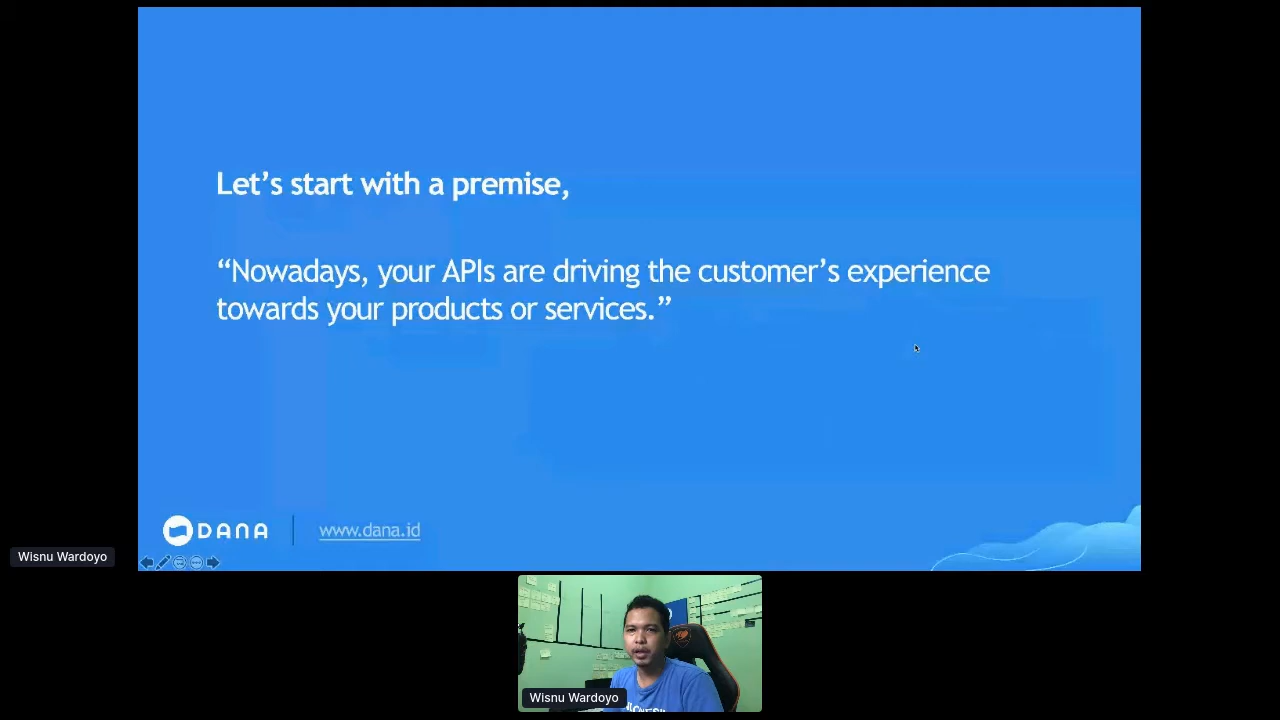 Let’s start with a premise,
“Nowadays, your APIs are driving the customer’s experience
towards your products or services.”
DANA
www.dana.id
Wisnu Wardoyo
Wisnu Wardoyo